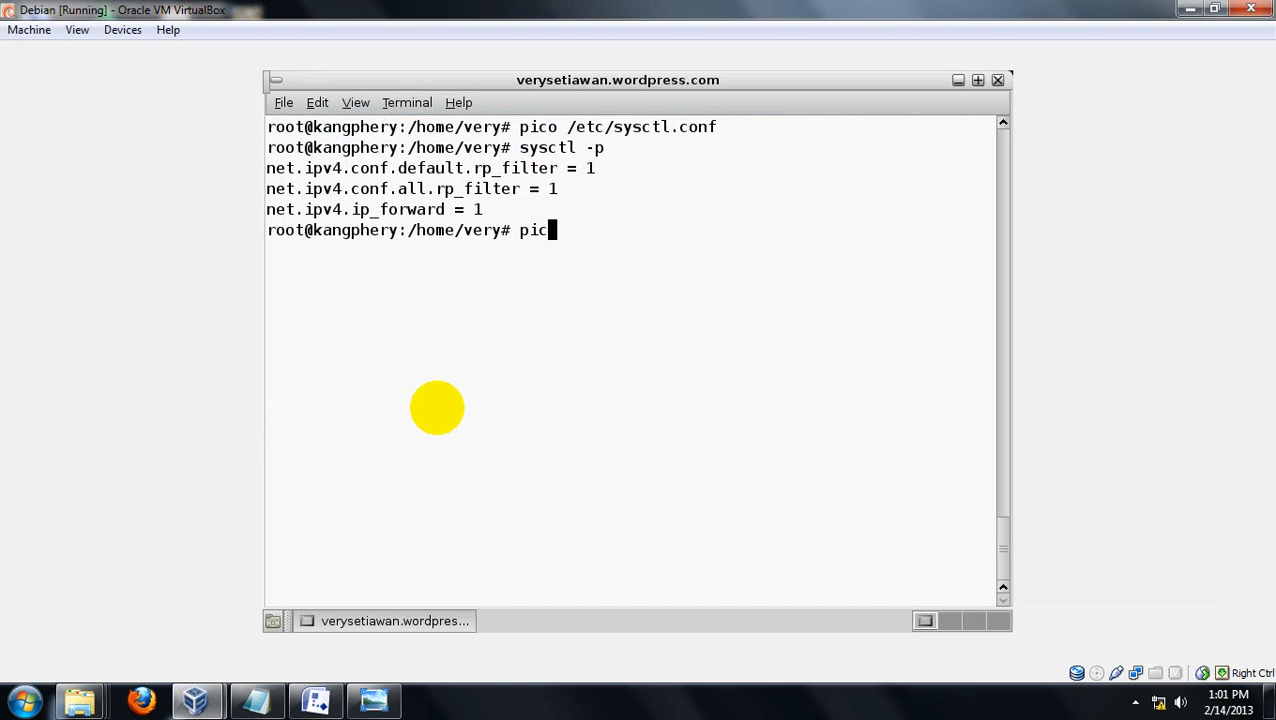 Debian [Running] - Oracle VM VirtualBox
Machine View Devices Help
verysetiawan.wordpress.com
File Edit View Terminal Help
root@kangphery:/home/very# pico /etc/sysctl.conf
root@kangphery:/home/very# sysctl -p
net.ipv4.conf.default.rp_filter = 1
net.ipv4.conf.all.rp_filter = 1
net.ipv4.ip_forward = 1
root@kangphery:/home/very# pic
verysetiawan.wordpres...
Right Ctrl
1:01 PM
2/14/2013